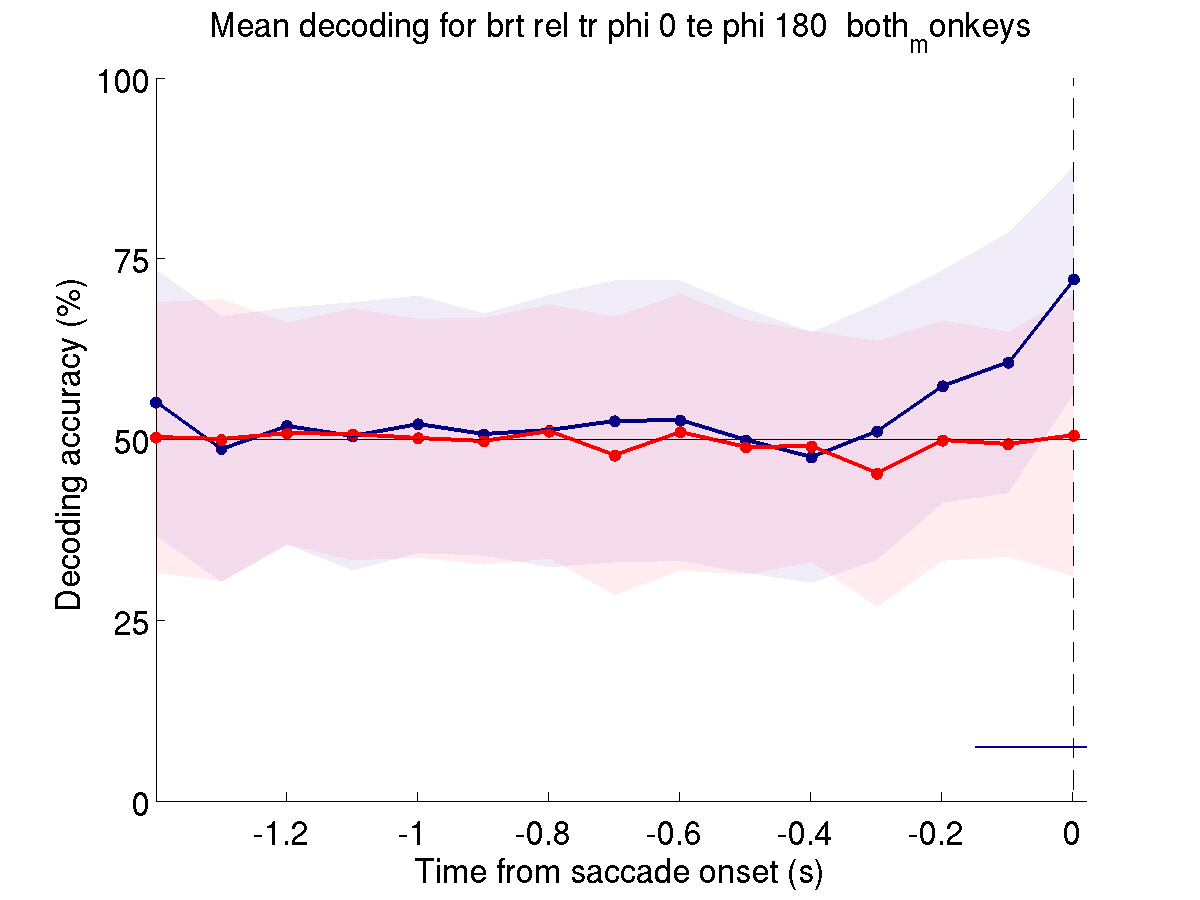 Mean decoding for brt rel tr phi 0 te phi 180 both_monkeys
100
75
50
25
0
Decoding accuracy (%)
-1.2 -1 -0.8 -0.6 -0.4 -0.2 0
Time from saccade onset (s)